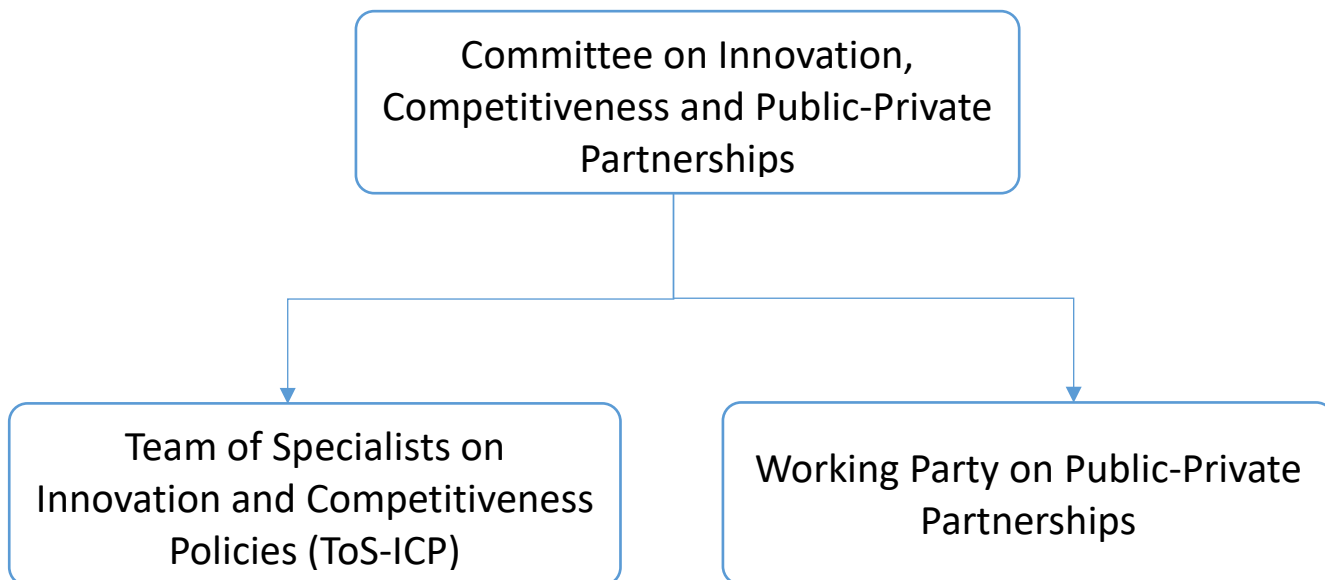 Committee on Innovation,
Competitiveness and Public-Private
Partnerships
Team of Specialists on
Innovation and Competitiveness
Policies (ToS-ICP)
Working Party on Public-Private
Partnerships